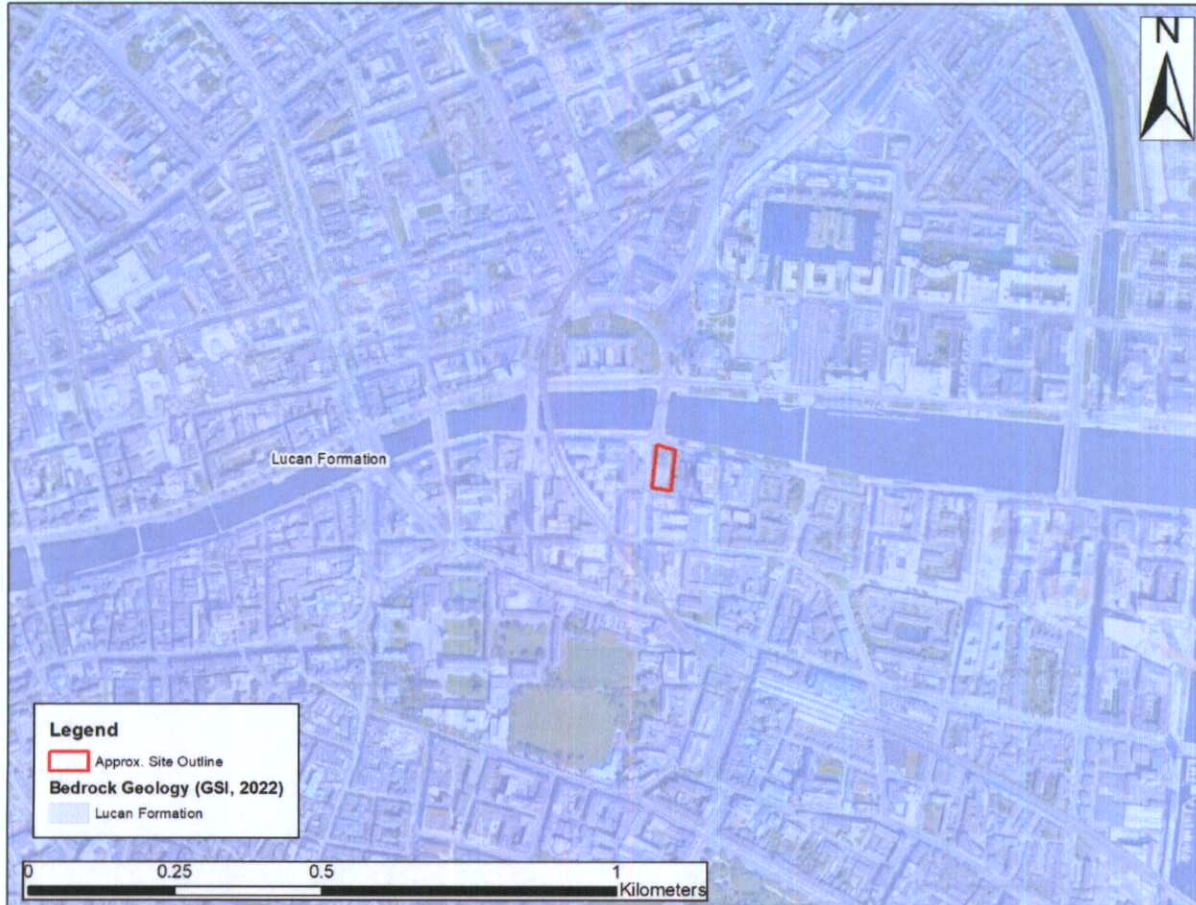 N
Lucan Formation
Legend
Approx. Site Outline
Bedrock Geology (GSI, 2022)
Lucan Formation
0 0.25 0.5 1
Kilometers